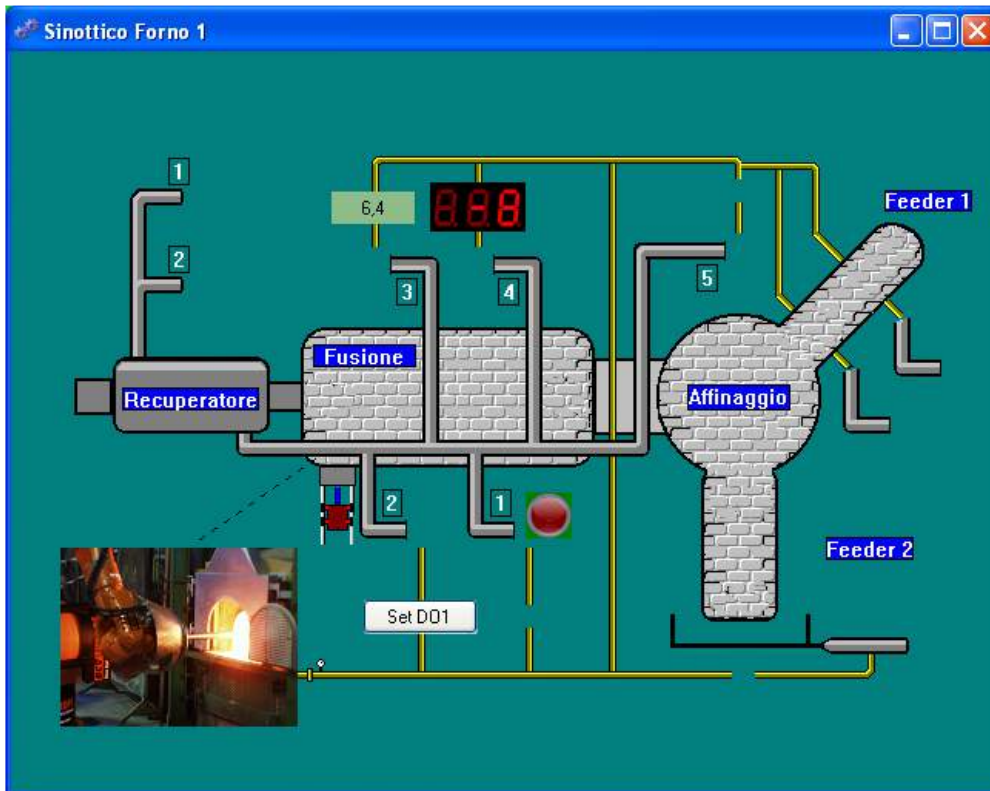 Sinottico Forno 1
1
2
6,4
-8
3
4
5
Feeder 1
Fusione
Recuperatore
Affinaggio
2
1
Feeder 2
Set DO1